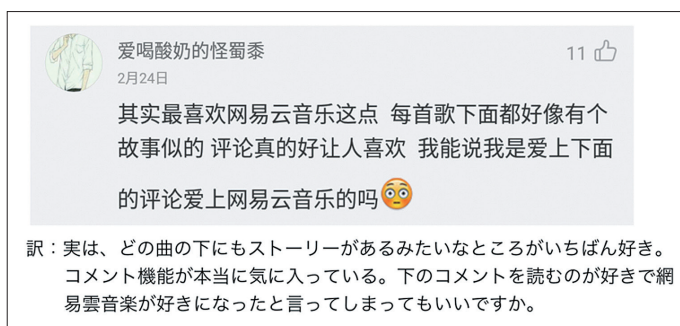 爱喝酸奶的怪蜀黍
11
2月24日
其实最喜欢网易云音乐这点 每首歌下面都好像有个
故事似的 评论真的好让人喜欢 我能说我是爱上下面
的评论爱上网易云音乐的吗😳
訳：実は、どの曲の下にもストーリーがあるみたいなところがいちばん好き。
コメント機能が本当に気に入っている。下のコメントを読むのが好きで網
易雲音楽が好きになったと言ってしまってもいいですか。